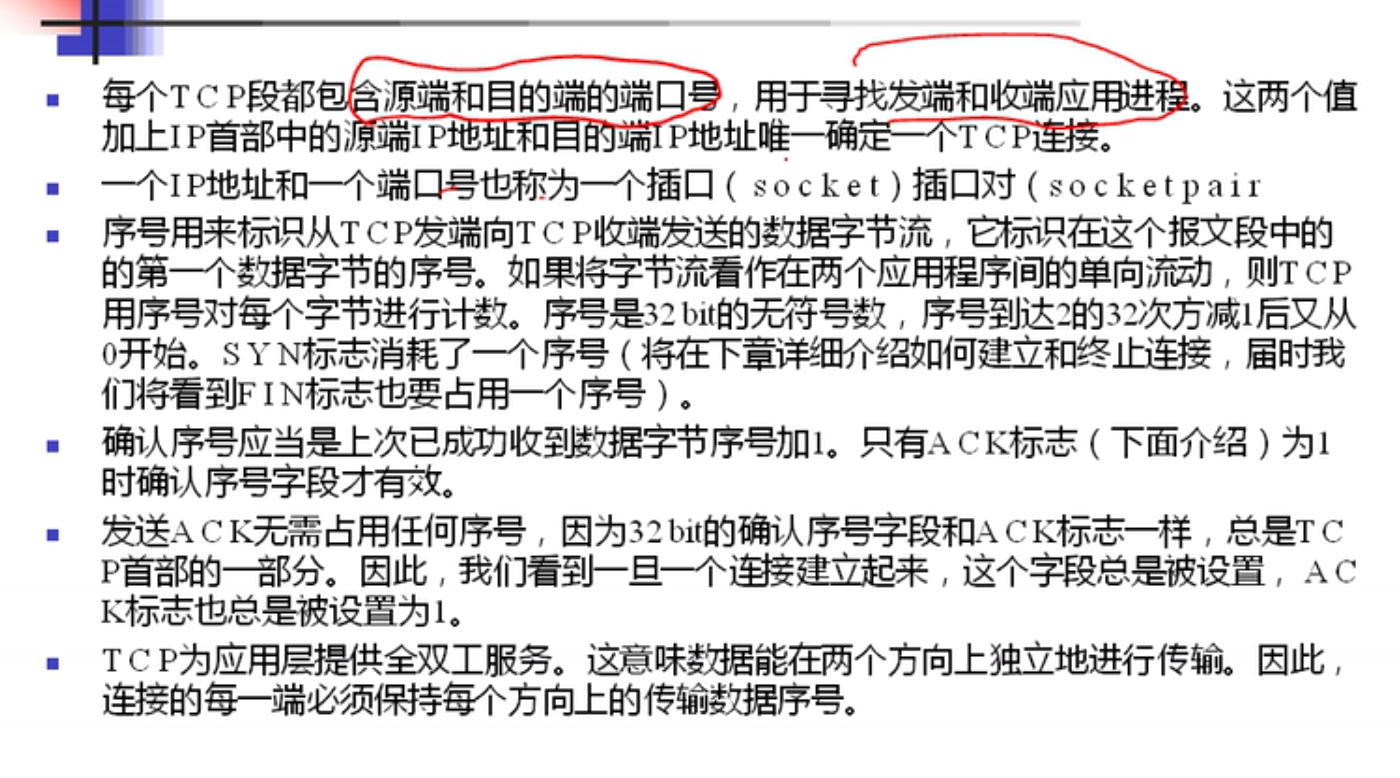 每个TCP段都包含源端和目的端的端口号，用于寻找发端和收端应用进程。这两个值
加上IP首部中的源端IP地址和目的端IP地址唯一确定一个TCP连接。
一个IP地址和一个端口号也称为一个插口（socket）插口对（socketpair
序号用来标识从TCP发端向TCP收端发送的数据字节流，它标识在这个报文段中的
的第一个数据字节的序号。如果将字节流看作在两个应用程序间的单向流动，则TCP
用序号对每个字节进行计数。序号是32bit的无符号数，序号到达2的32次方减1后又从
0开始。SYN标志消耗了一个序号（将在下章详细介绍如何建立和终止连接，届时我
们将看到FIN标志也要占用一个序号）。
确认序号应当是上次已成功收到数据字节序号加1。只有ACK标志（下面介绍）为1
时确认序号字段才有效。
发送ACK无需占用任何序号，因为32bit的确认序号字段和ACK标志一样，总是TC
P首部的一部分。因此，我们看到一旦一个连接建立起来，这个字段总是被设置，AC
K标志也总是被设置为1。
TCP为应用层提供全双工服务。这意味数据能在两个方向上独立地进行传输。因此，
连接的每一端必须保持每个方向上的传输数据序号。